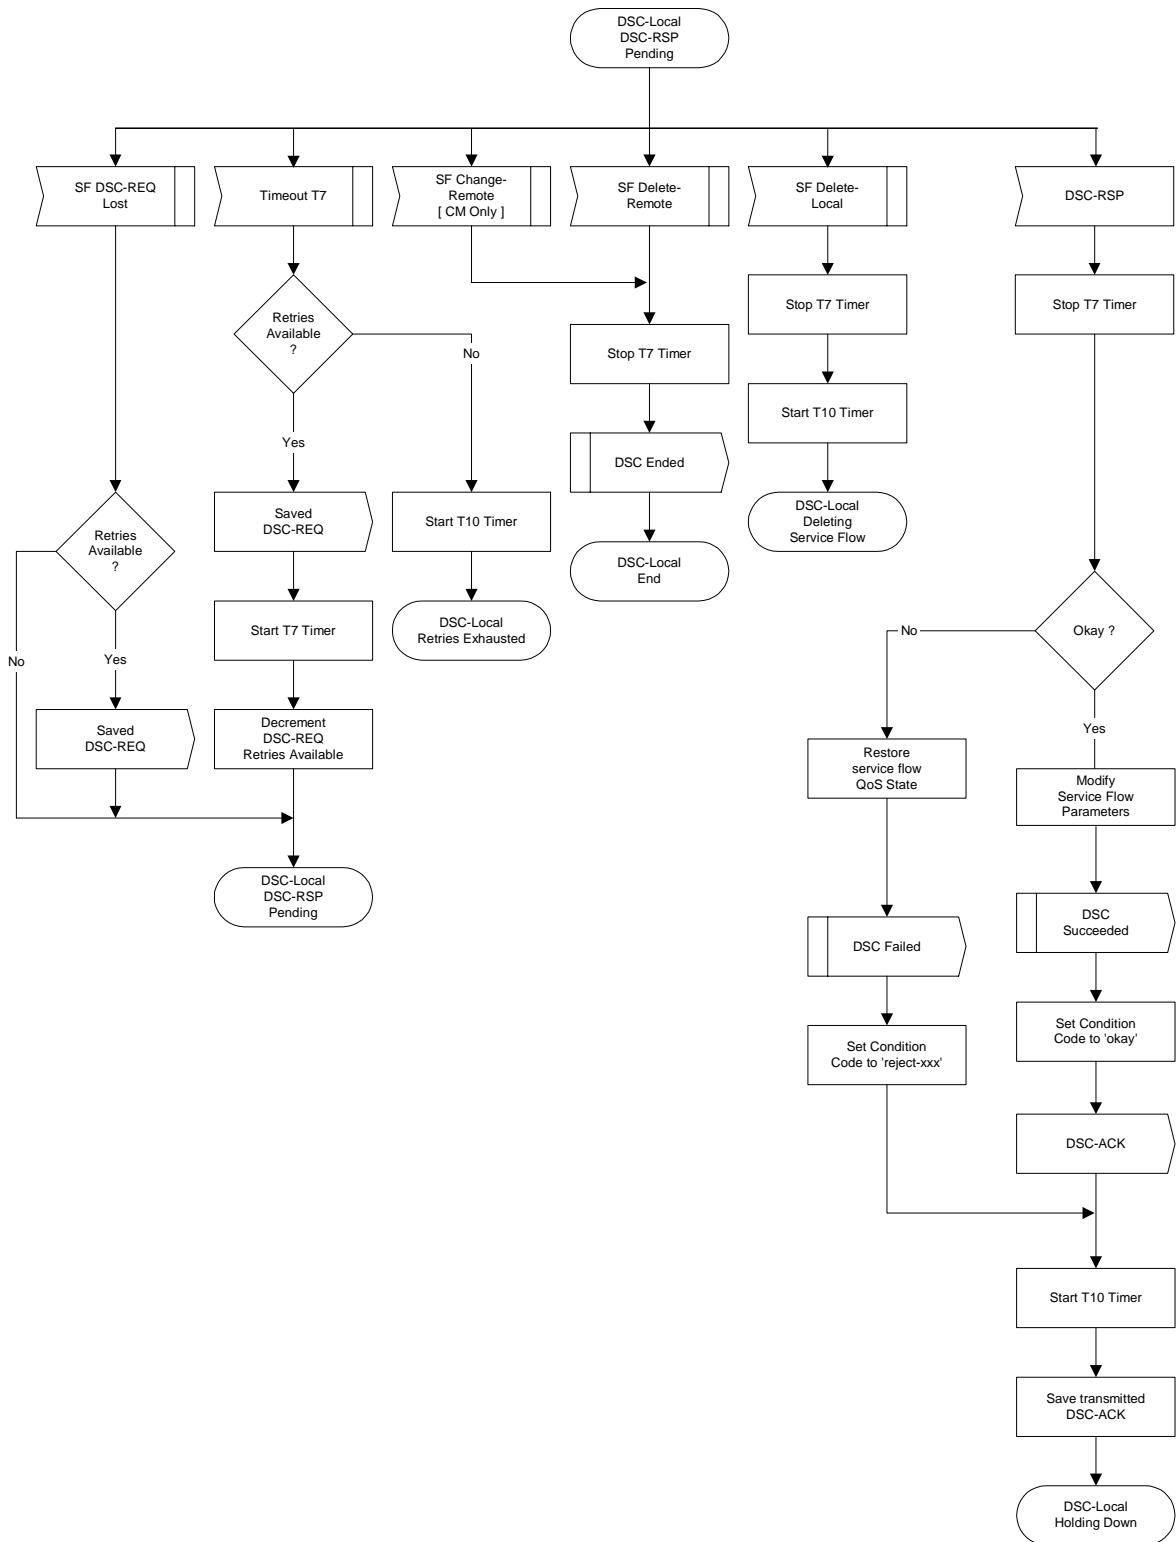 DSC-Local
DSC-RSP
Pending
SF DSC-REQ
Lost
Timeout T7
SF Change-
Remote
[ CM Only ]
SF Delete-
Remote
SF Delete-
Local
DSC-RSP
Stop T7 Timer
Stop T7 Timer
Retries
Available
?
No
Stop T7 Timer
Start T10 Timer
Yes
DSC Ended
Retries
Available
?
Saved
DSC-REQ
Start T10 Timer
DSC-Local
Deleting
Service Flow
DSC-Local
End
Start T7 Timer
DSC-Local
Retries Exhausted
No
Okay ?
No
Yes
Saved
DSC-REQ
Decrement
DSC-REQ
Retries Available
Yes
Restore
service flow
QoS State
Modify
Service Flow
Parameters
DSC-Local
DSC-RSP
Pending
DSC Failed
DSC
Succeeded
Set Condition
Code to 'reject-xxx'
Set Condition
Code to 'okay'
DSC-ACK
Start T10 Timer
Save transmitted
DSC-ACK
DSC-Local
Holding Down